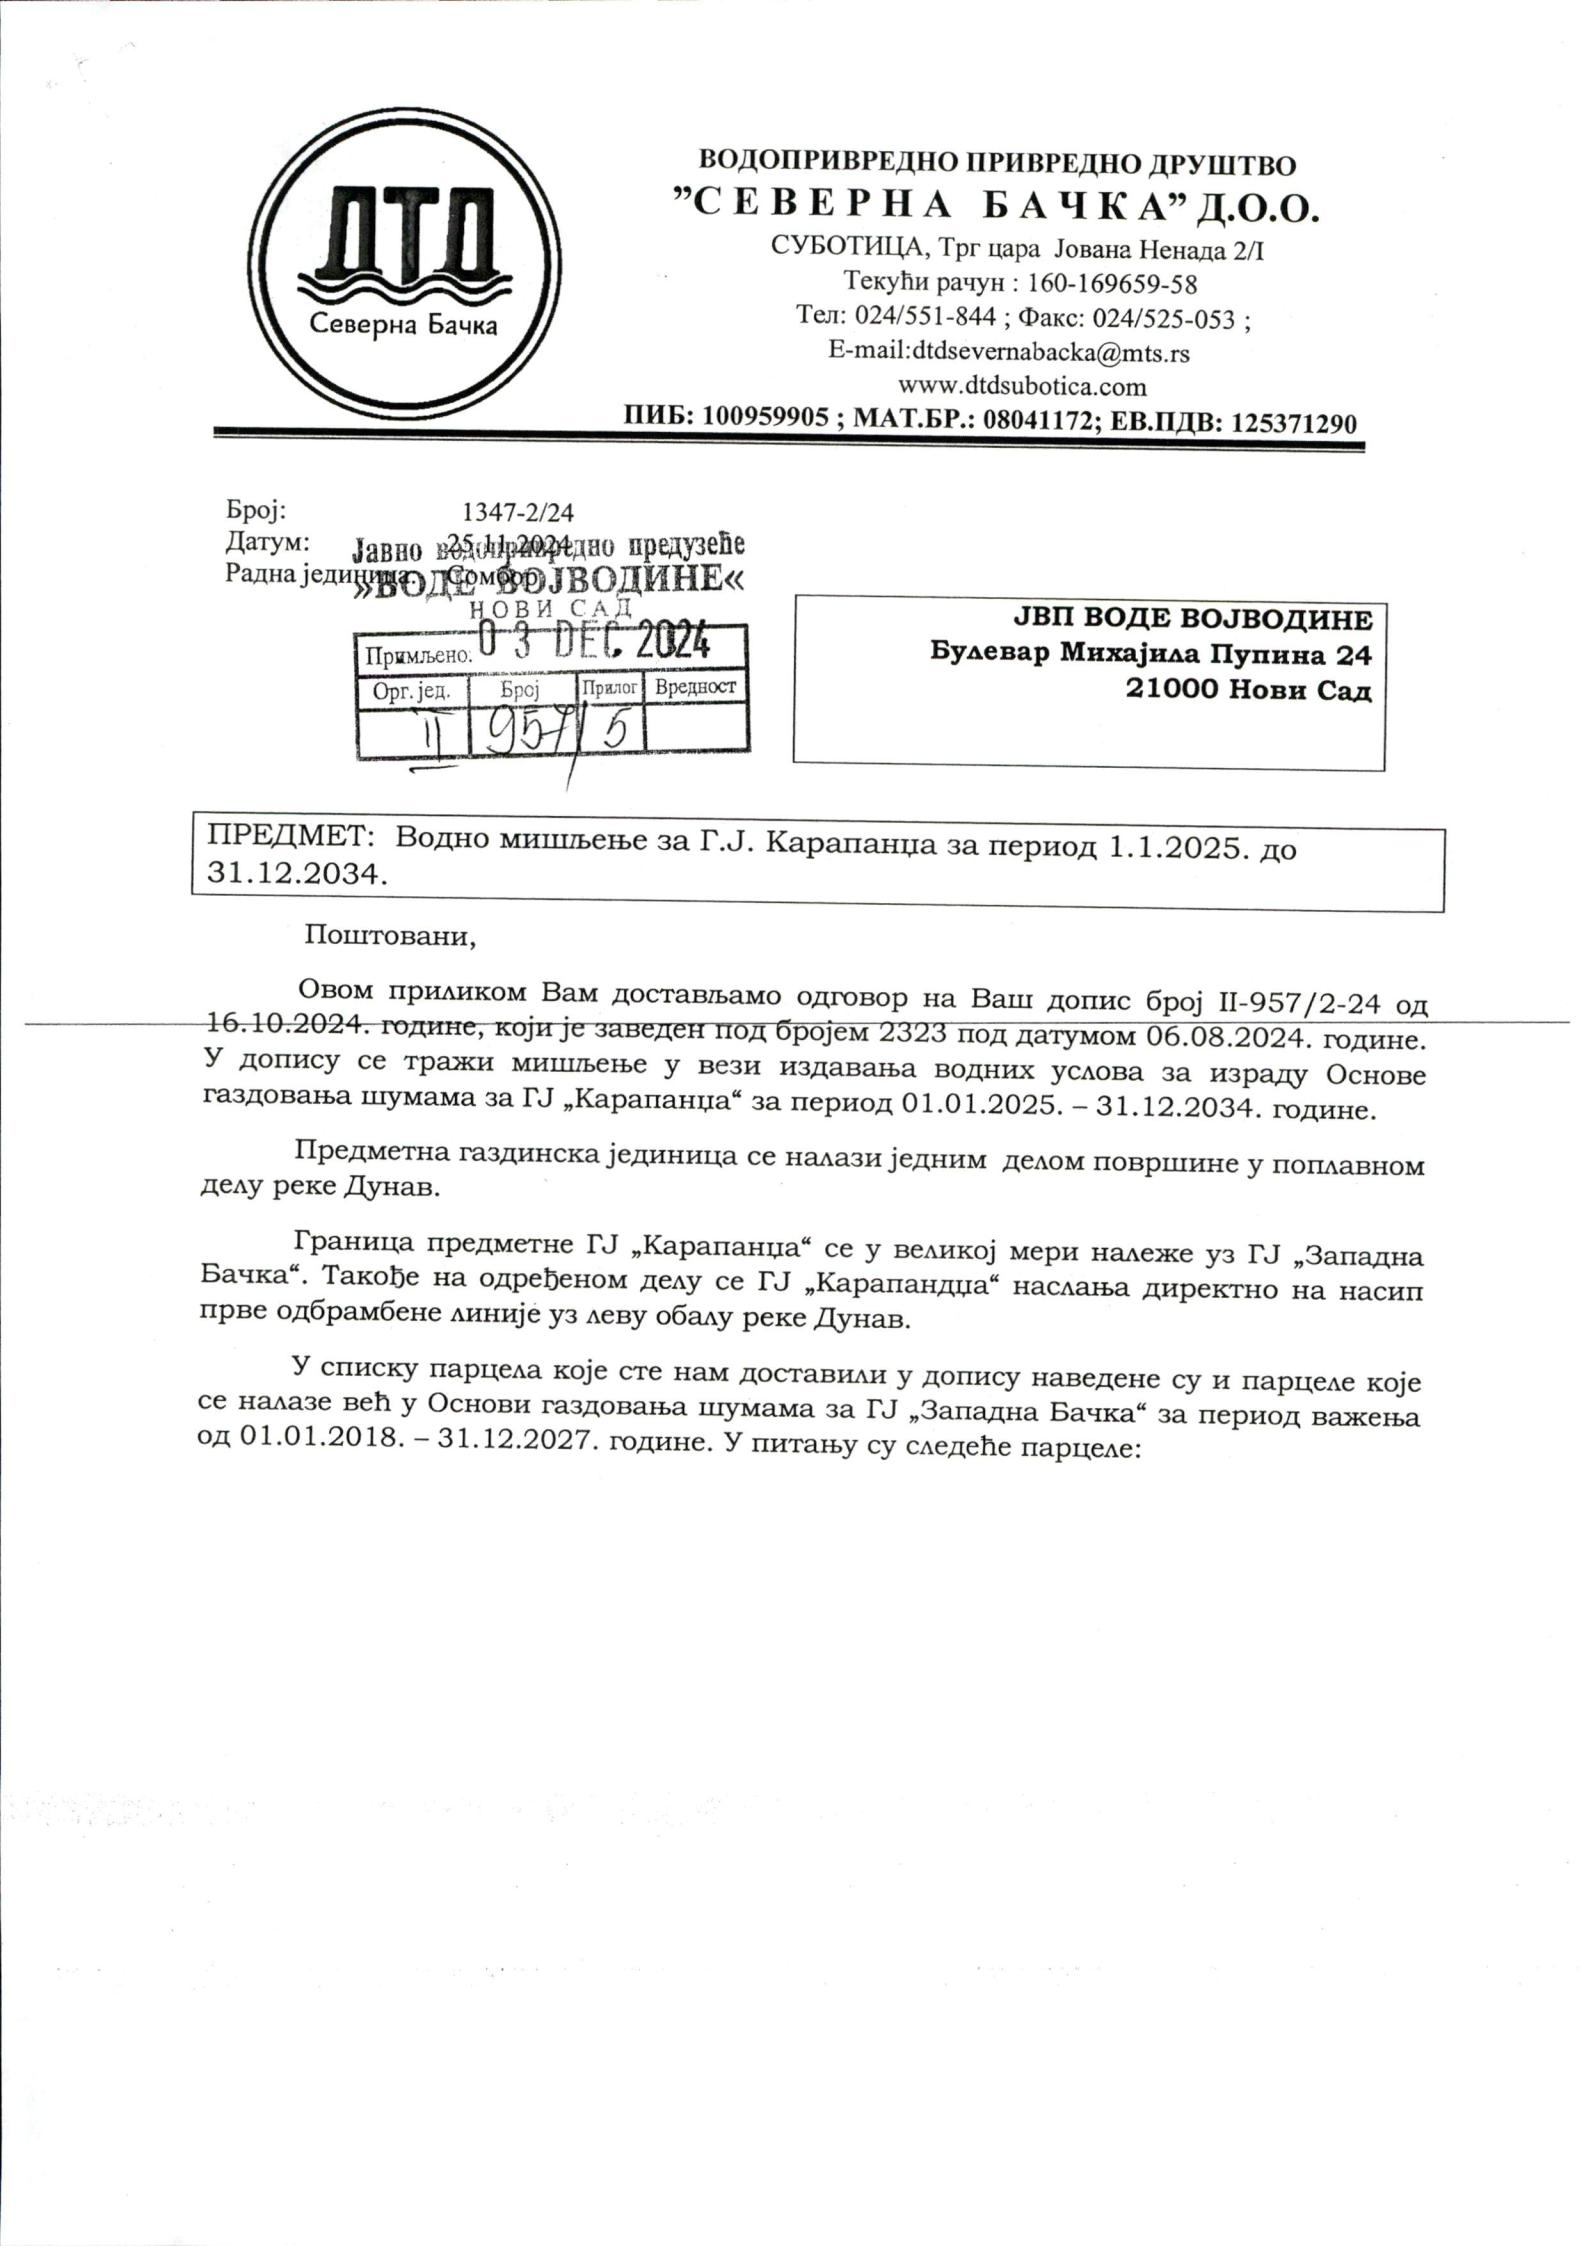 ДТД
Северна Бачка
ВОДОПРИВРЕДНО ПРИВРЕДНО ДРУШТВО
”СЕВЕРНА БАЧКА” Д.О.О.
СУБОТИЦА, Трг цара Јована Ненада 2/I
Текући рачун : 160-169659-58
Тел: 024/551-844 ; Факс: 024/525-053 ;
E-mail:dtdsevernabacka@mts.rs
www.dtdsubotica.com
ПИБ: 100959905 ; МАТ.БР.: 08041172; ЕВ.ПДВ: 125371290
Број: 1347-2/24
Датум: 25.11.2024
Радна јединица: Сомбор
Јавно водопривредно предузеће
»ВОДЕ ВОЈВОДИНЕ«
НОВИ САД
Примљено: 03 DEC 2024
Орг. јед. Број Прилог Вредност
II 957/5
ЈВП ВОДЕ ВОЈВОДИНЕ
Булевар Михајила Пупина 24
21000 Нови Сад
ПРЕДМЕТ: Водно мишљење за Г.Ј. Карапанџа за период 1.1.2025. до
31.12.2034.
Поштовани,
Овом приликом Вам достављамо одговор на Ваш допис број II-957/2-24 од
16.10.2024. године, који је заведен под бројем 2323 под датумом 06.08.2024. године.
У допису се тражи мишљење у вези издавања водних услова за израду Основе
газдовања шумама за ГЈ „Карапанџа“ за период 01.01.2025. – 31.12.2034. године.
Предметна газдинска јединица се налази једним делом површине у поплавном
делу реке Дунав.
Граница предметне ГЈ „Карапанџа“ се у великој мери належе уз ГЈ „Западна
Бачка“. Такође на одређеном делу се ГЈ „Карапандџа“ наслања директно на насип
прве одбрамбене линије уз леву обалу реке Дунав.
У списку парцела које сте нам доставили у допису наведене су и парцеле које
се налазе већ у Основи газдовања шумама за ГЈ „Западна Бачка“ за период важења
од 01.01.2018. – 31.12.2027. године. У питању су следеће парцеле: